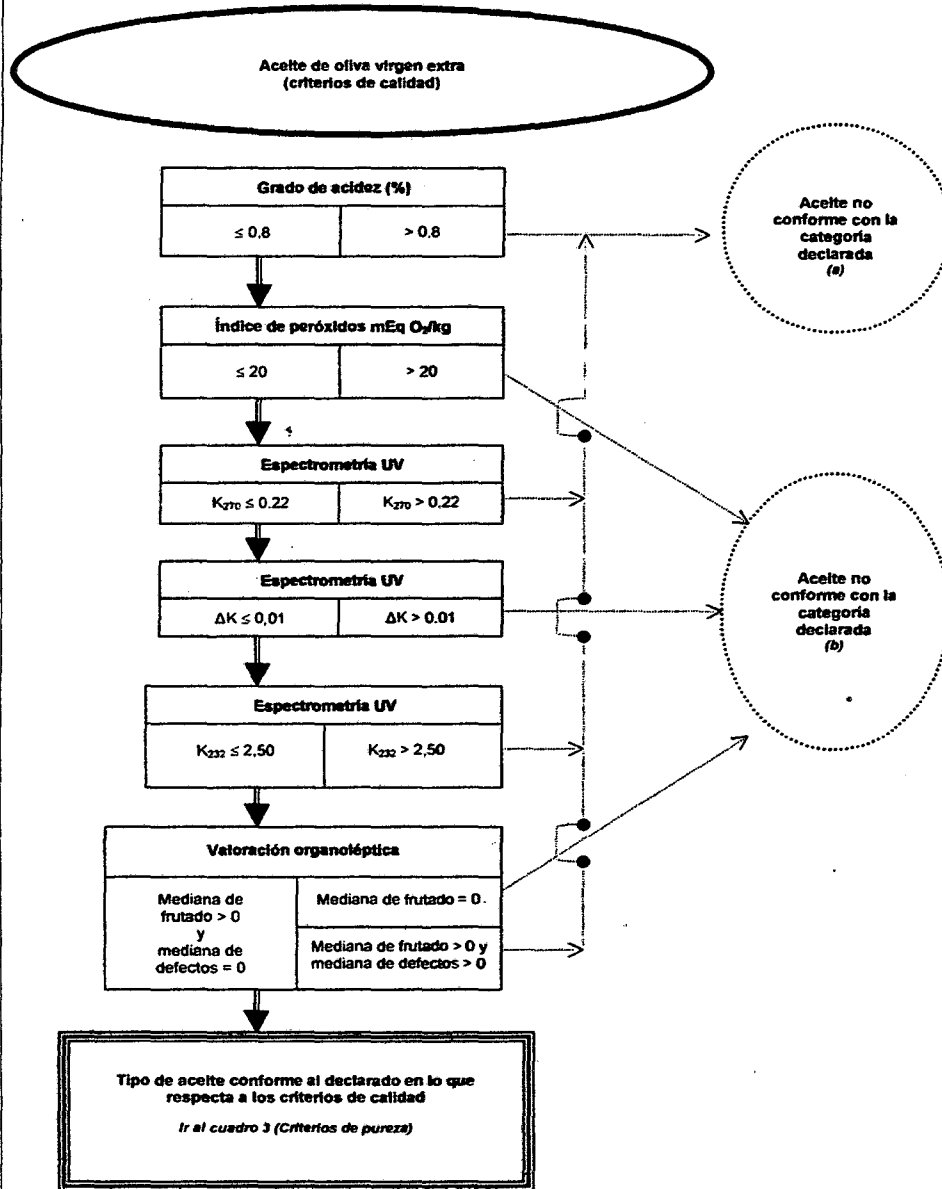 Aceite de oliva virgen extra
(criterios de calidad)
Grado de acidez (%)
≤ 0,8
> 0,8
Aceite no
conforme con la
categoría
declarada
(a)
Índice de peróxidos mEq O₂/kg
≤ 20
> 20
Espectrometría UV
K₂₇₀ ≤ 0.22
K₂₇₀ > 0,22
Espectrometría UV
ΔK ≤ 0,01
ΔK > 0.01
Aceite no
conforme con la
categoría
declarada
(b)
Espectrometría UV
K₂₃₂ ≤ 2,50
K₂₃₂ > 2,50
Valoración organoléptica
Mediana de
frutado > 0
y
mediana de
defectos = 0
Mediana de frutado = 0.
Mediana de frutado > 0 y
mediana de defectos > 0
Tipo de aceite conforme al declarado en lo que
respecta a los criterios de calidad
Ir al cuadro 3 (Criterios de pureza)